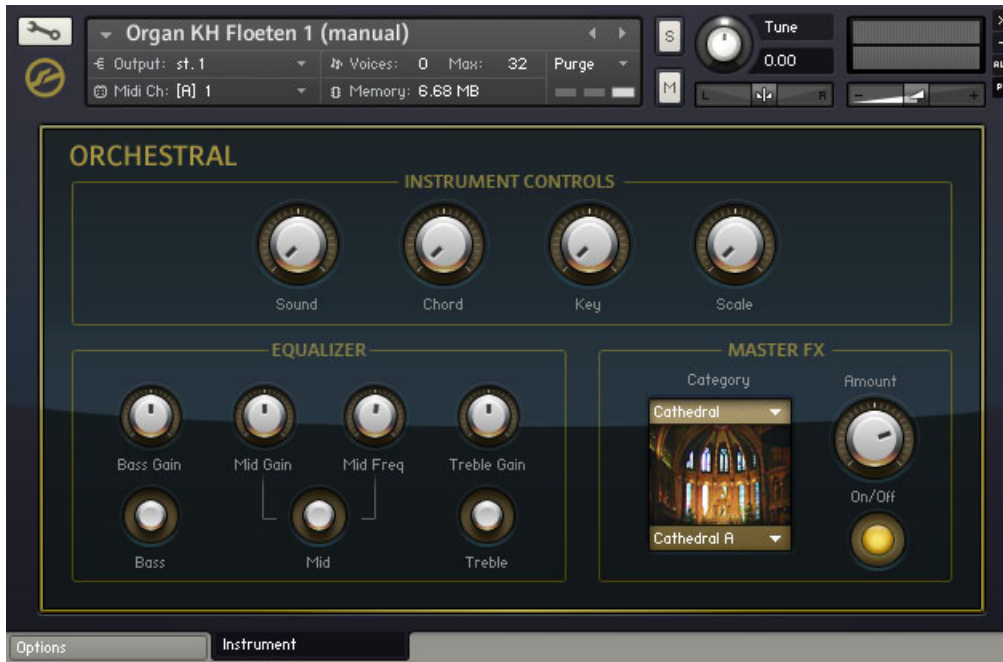 Organ KH Floeten 1 (manual)
Output: st.1
Voices: 0 Max: 32
Purge
Midi Ch: [A] 1
Memory: 6.68 MB
S
M
Tune
0.00
L
R
-
+
ORCHESTRAL
INSTRUMENT CONTROLS
Sound
Chord
Key
Scale
EQUALIZER
Bass Gain
Mid Gain
Mid Freq
Treble Gain
Bass
Mid
Treble
MASTER FX
Category
Amount
Cathedral
On/Off
Cathedral A
Options
Instrument